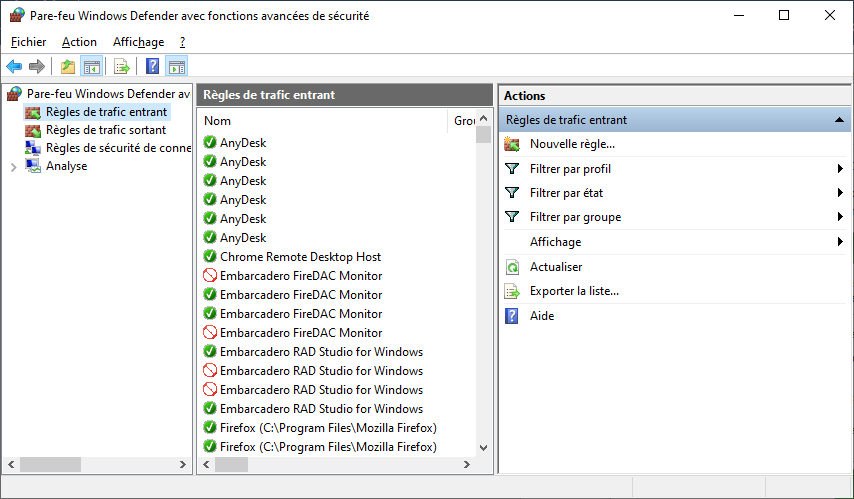 Pare-feu Windows Defender avec fonctions avancées de sécurité
Fichier Action Affichage ?
Pare-feu Windows Defender av
Règles de trafic entrant
Règles de trafic sortant
Règles de sécurité de conne
Analyse
Règles de trafic entrant
Nom Grou
AnyDesk
AnyDesk
AnyDesk
AnyDesk
AnyDesk
AnyDesk
Chrome Remote Desktop Host
Embarcadero FireDAC Monitor
Embarcadero FireDAC Monitor
Embarcadero FireDAC Monitor
Embarcadero FireDAC Monitor
Embarcadero RAD Studio for Windows
Embarcadero RAD Studio for Windows
Embarcadero RAD Studio for Windows
Embarcadero RAD Studio for Windows
Firefox (C:\Program Files\Mozilla Firefox)
Firefox (C:\Program Files\Mozilla Firefox)
Actions
Règles de trafic entrant
Nouvelle règle...
Filtrer par profil
Filtrer par état
Filtrer par groupe
Affichage
Actualiser
Exporter la liste...
Aide